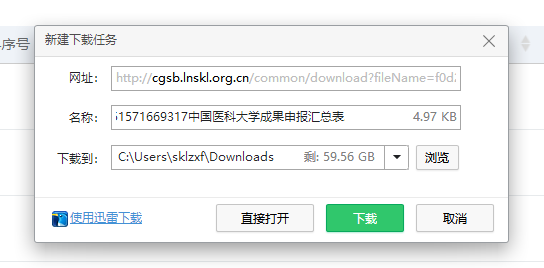 序号
新建下载任务
网址： http://cgsb.lnskl.org.cn/common/download?fileName=f0d
名称： 61571669317中国医科大学成果申报汇总表 4.97 KB
下载到： C:\Users\sklzxf\Downloads 剩: 59.56 GB 浏览
使用迅雷下载 直接打开 下载 取消